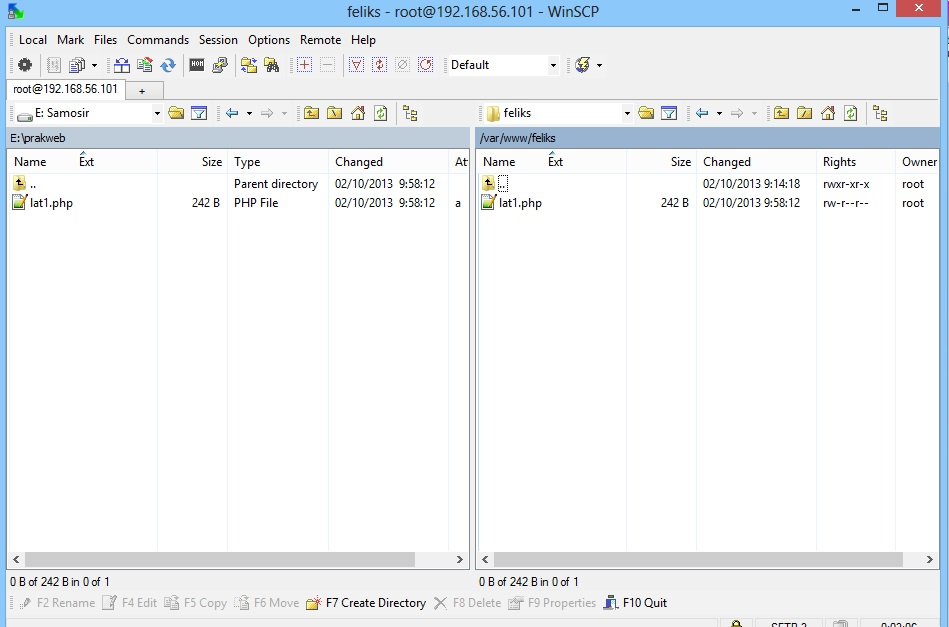 feliks - root@192.168.56.101 - WinSCP
Local Mark Files Commands Session Options Remote Help
Default
root@192.168.56.101 +
E: Samosir
feliks
E:\prakweb
/var/www/feliks
Name Ext Size Type Changed At
.. Parent directory 02/10/2013 9:58:12
lat1.php 242 B PHP File 02/10/2013 9:58:12 a
Name Ext Size Changed Rights Owner
.. 02/10/2013 9:14:18 rwxr-xr-x root
lat1.php 242 B 02/10/2013 9:58:12 rw-r--r-- root
0 B of 242 B in 0 of 1
0 B of 242 B in 0 of 1
F2 Rename F4 Edit F5 Copy F6 Move F7 Create Directory F8 Delete F9 Properties F10 Quit